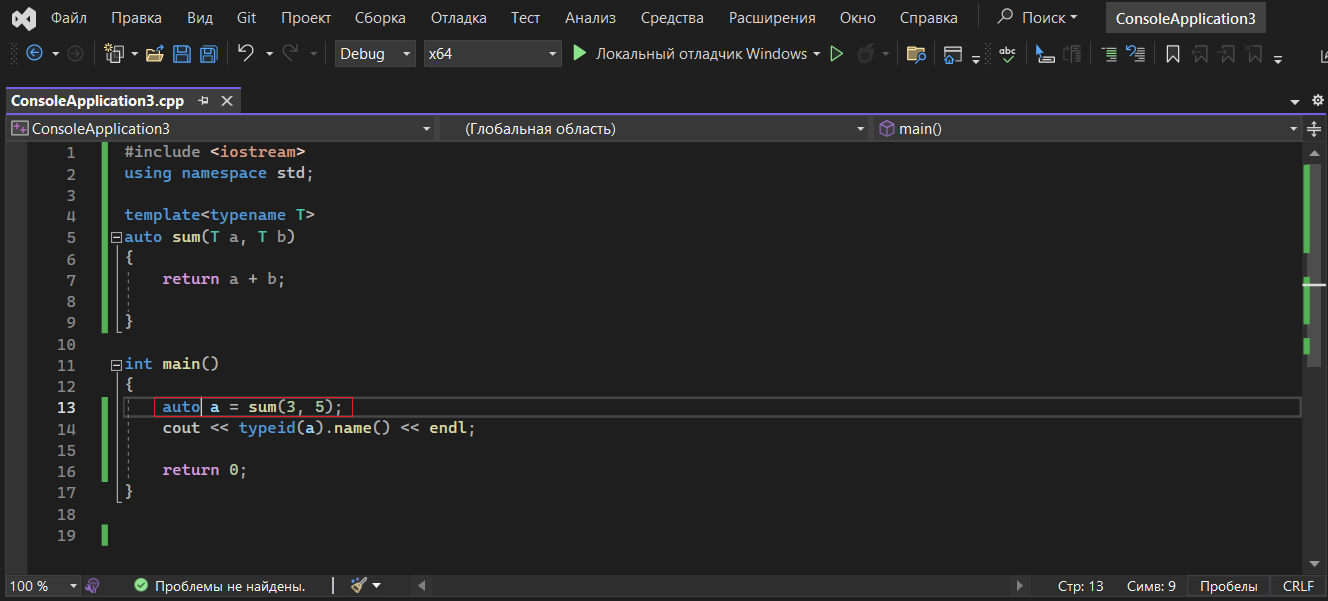 Файл Правка Вид Git Проект Сборка Отладка Тест Анализ Средства Расширения Окно Справка Поиск ConsoleApplication3
Debug x64 Локальный отладчик Windows abc
ConsoleApplication3.cpp
ConsoleApplication3 (Глобальная область) main()
1 #include <iostream>
2 using namespace std;
3
4 template<typename T>
5 auto sum(T a, T b)
6 {
7 return a + b;
8
9 }
10
11 int main()
12 {
13 auto a = sum(3, 5);
14 cout << typeid(a).name() << endl;
15
16 return 0;
17 }
18
19
100 % Проблемы не найдены. Стр: 13 Симв: 9 Пробелы CRLF